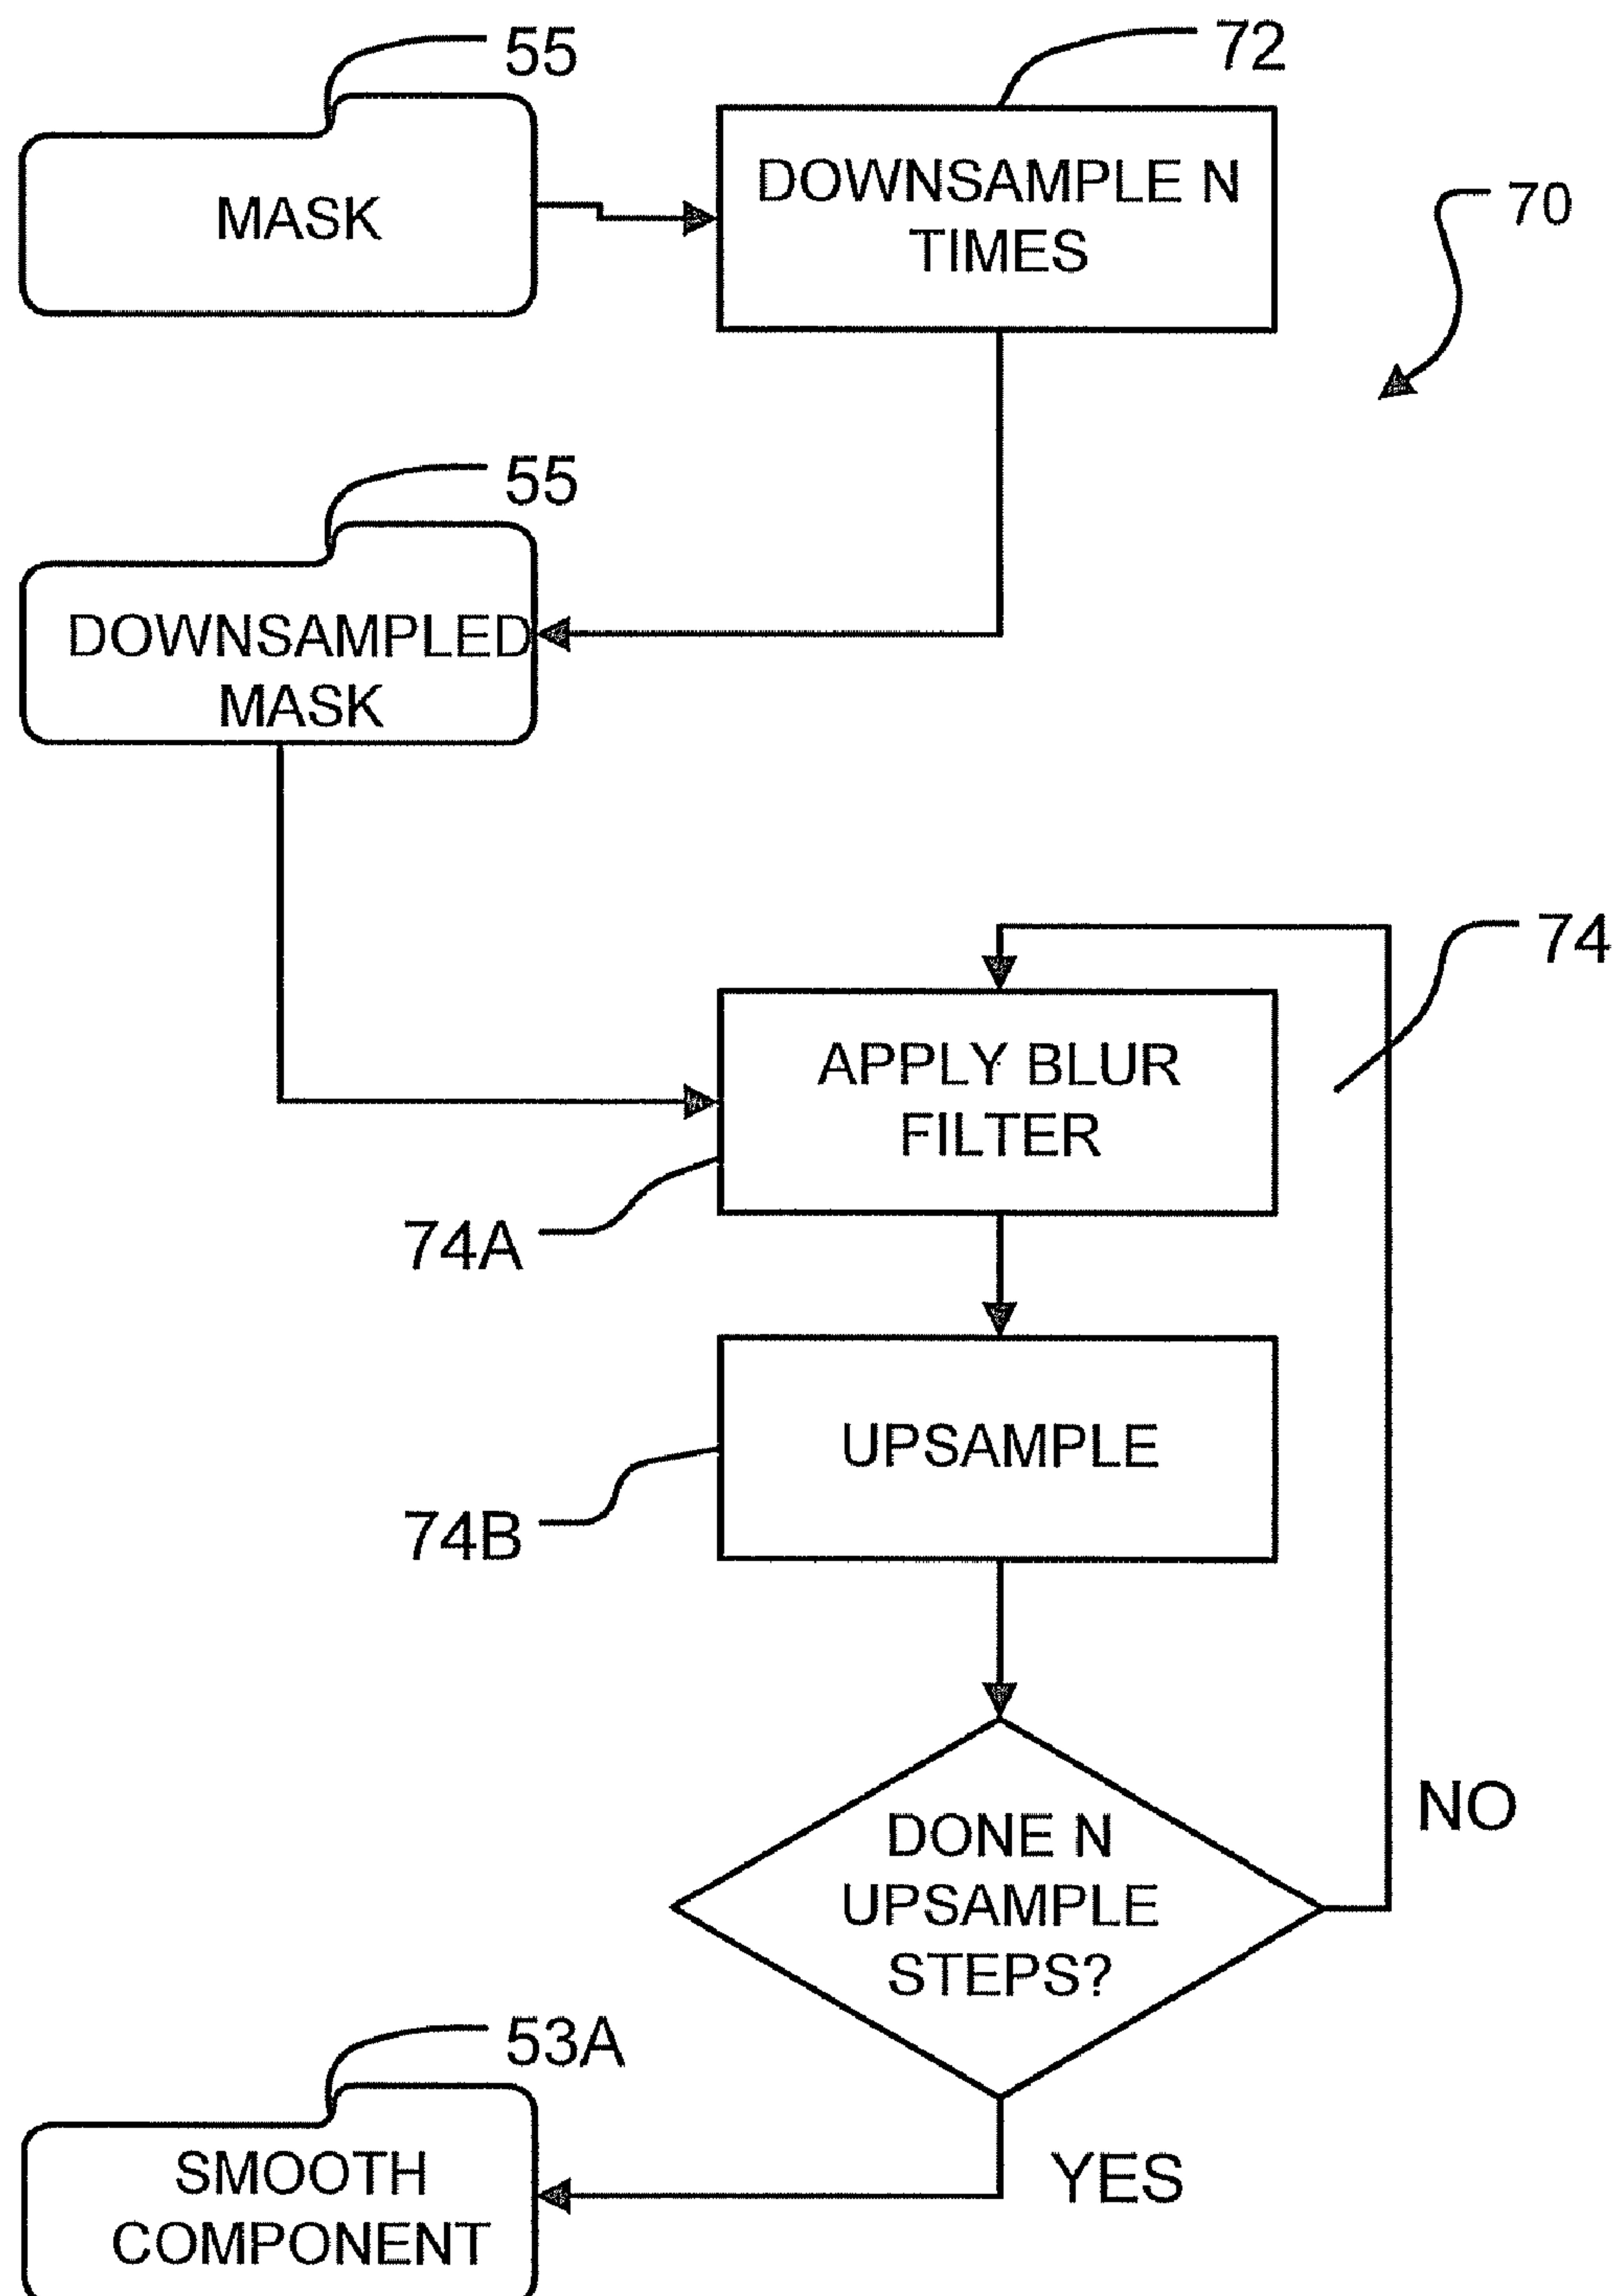 55
72
MASK
DOWNSAMPLE N
TIMES
70
55
DOWNSAMPLED
MASK
74
APPLY BLUR
FILTER
74A
UPSAMPLE
74B
DONE N
UPSAMPLE
STEPS?
NO
53A
YES
SMOOTH
COMPONENT